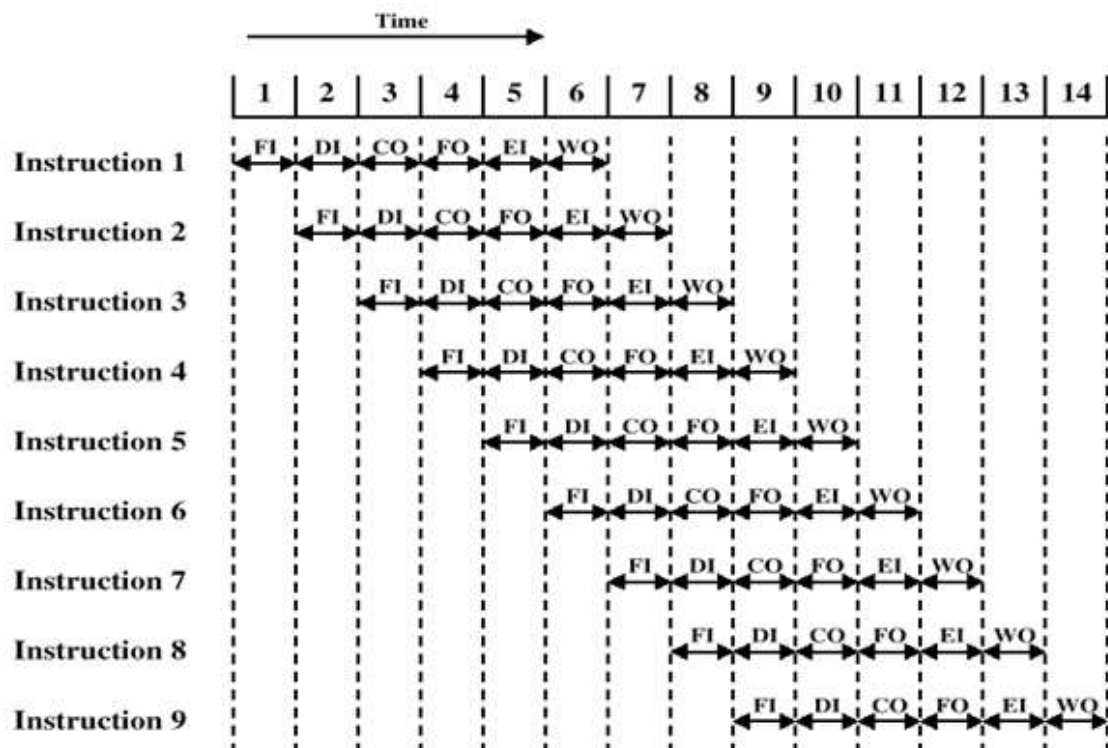 Time
1 2 3 4 5 6 7 8 9 10 11 12 13 14
Instruction 1 FI DI CO FO EI WO
Instruction 2 FI DI CO FO EI WO
Instruction 3 FI DI CO FO EI WO
Instruction 4 FI DI CO FO EI WO
Instruction 5 FI DI CO FO EI WO
Instruction 6 FI DI CO FO EI WO
Instruction 7 FI DI CO FO EI WO
Instruction 8 FI DI CO FO EI WO
Instruction 9 FI DI CO FO EI WO